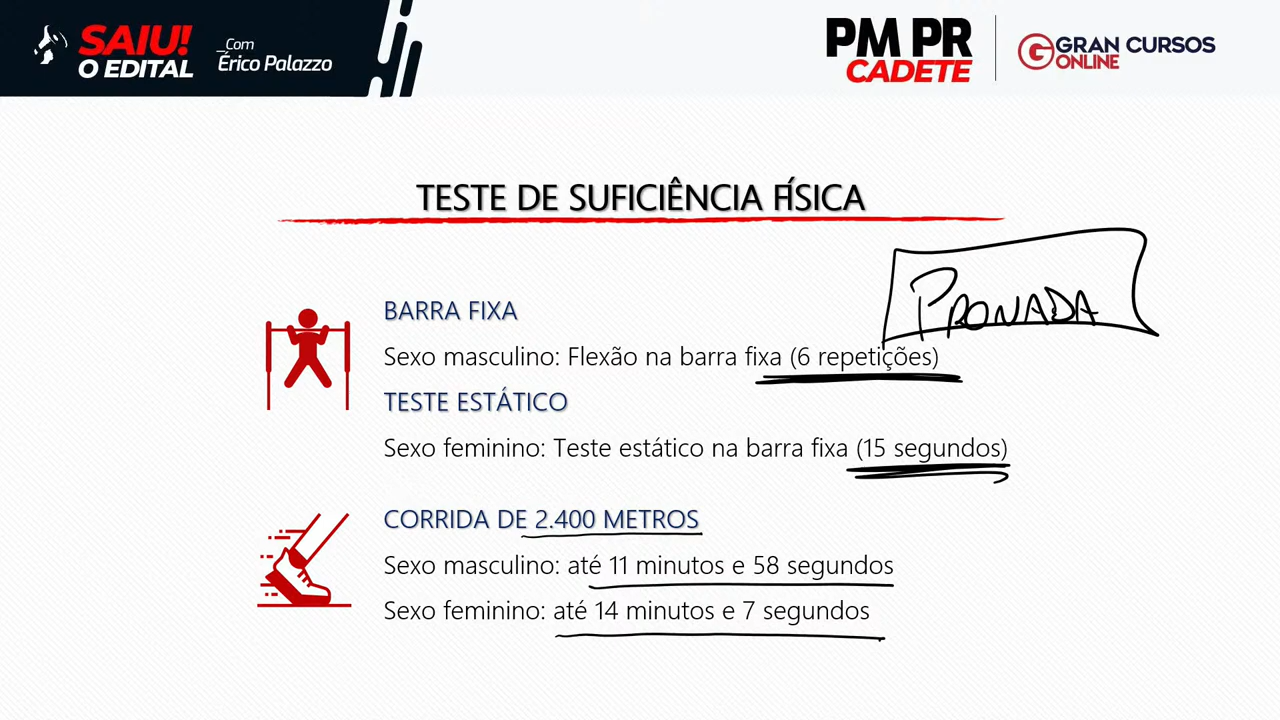 SAIU!
O EDITAL
_Com
Érico Palazzo
PM PR
CADETE
GRAN CURSOS
ONLINE
TESTE DE SUFICIÊNCIA FÍSICA
PRONADA
BARRA FIXA
Sexo masculino: Flexão na barra fixa (6 repetições)
TESTE ESTÁTICO
Sexo feminino: Teste estático na barra fixa (15 segundos)
CORRIDA DE 2.400 METROS
Sexo masculino: até 11 minutos e 58 segundos
Sexo feminino: até 14 minutos e 7 segundos